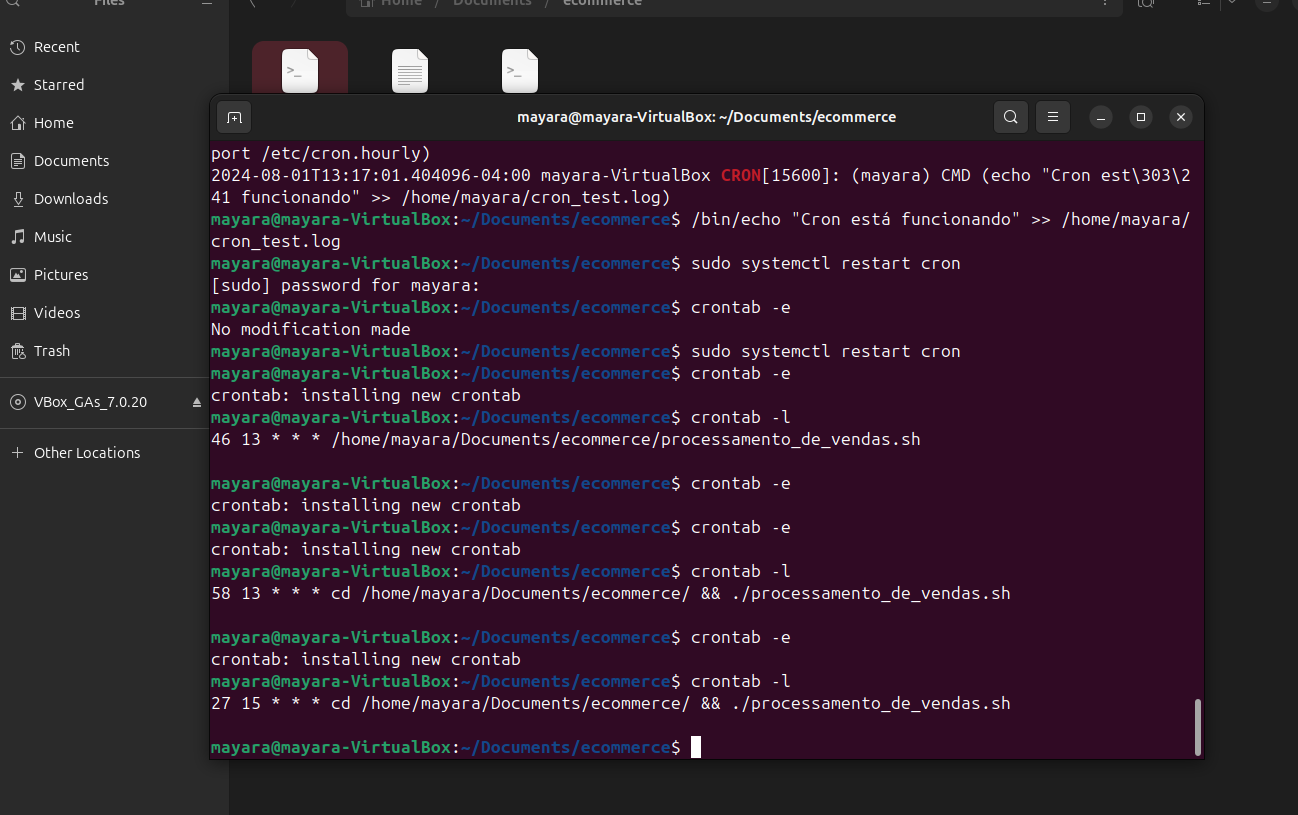 Files
Home / Documents / ecommerce
Recent
Starred
Home
Documents
Downloads
Music
Pictures
Videos
Trash
VBox_GAs_7.0.20
Other Locations
mayara@mayara-VirtualBox: ~/Documents/ecommerce
port /etc/cron.hourly)
2024-08-01T13:17:01.404096-04:00 mayara-VirtualBox CRON[15600]: (mayara) CMD (echo "Cron est\303\2
41 funcionando" >> /home/mayara/cron_test.log)
mayara@mayara-VirtualBox:~/Documents/ecommerce$ /bin/echo "Cron está funcionando" >> /home/mayara/
cron_test.log
mayara@mayara-VirtualBox:~/Documents/ecommerce$ sudo systemctl restart cron
[sudo] password for mayara:
mayara@mayara-VirtualBox:~/Documents/ecommerce$ crontab -e
No modification made
mayara@mayara-VirtualBox:~/Documents/ecommerce$ sudo systemctl restart cron
mayara@mayara-VirtualBox:~/Documents/ecommerce$ crontab -e
crontab: installing new crontab
mayara@mayara-VirtualBox:~/Documents/ecommerce$ crontab -l
46 13 * * * /home/mayara/Documents/ecommerce/processamento_de_vendas.sh
mayara@mayara-VirtualBox:~/Documents/ecommerce$ crontab -e
crontab: installing new crontab
mayara@mayara-VirtualBox:~/Documents/ecommerce$ crontab -e
crontab: installing new crontab
mayara@mayara-VirtualBox:~/Documents/ecommerce$ crontab -l
58 13 * * * cd /home/mayara/Documents/ecommerce/ && ./processamento_de_vendas.sh
mayara@mayara-VirtualBox:~/Documents/ecommerce$ crontab -e
crontab: installing new crontab
mayara@mayara-VirtualBox:~/Documents/ecommerce$ crontab -l
27 15 * * * cd /home/mayara/Documents/ecommerce/ && ./processamento_de_vendas.sh
mayara@mayara-VirtualBox:~/Documents/ecommerce$